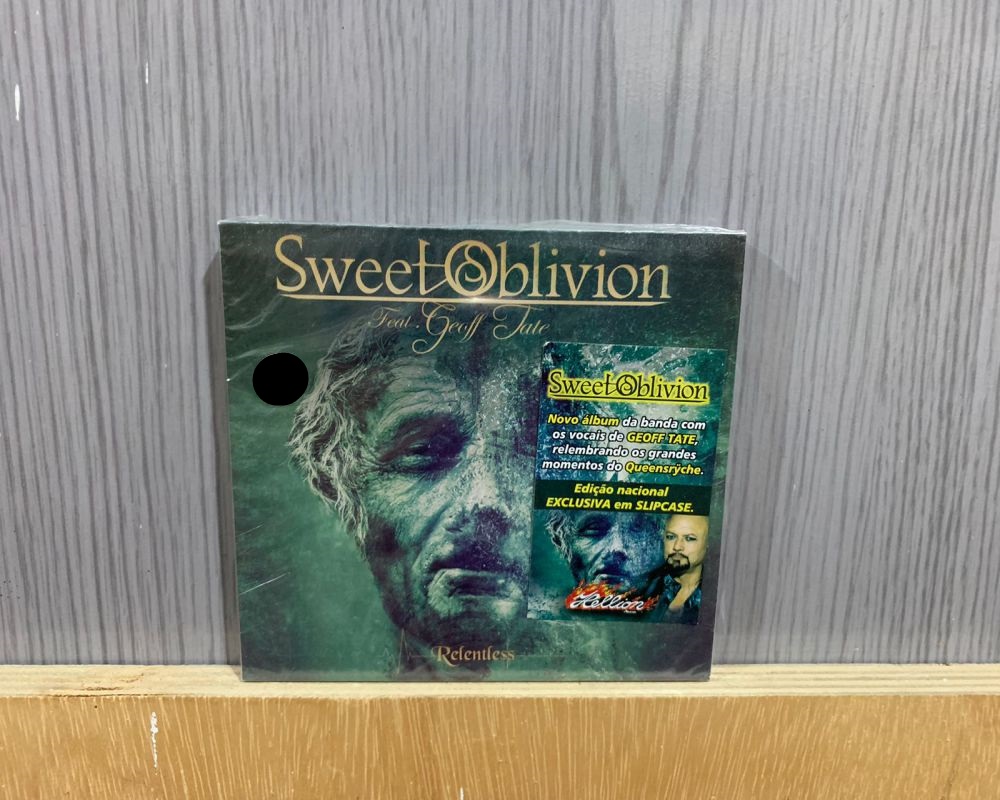 Sweet Oblivion
Feat. Geoff Tate
Sweet Oblivion
Novo álbum da banda com
os vocais de GEOFF TATE,
relembrando os grandes
momentos do Queensrÿche.
Edição nacional
EXCLUSIVA em SLIPCASE.
Hellion
Relentless